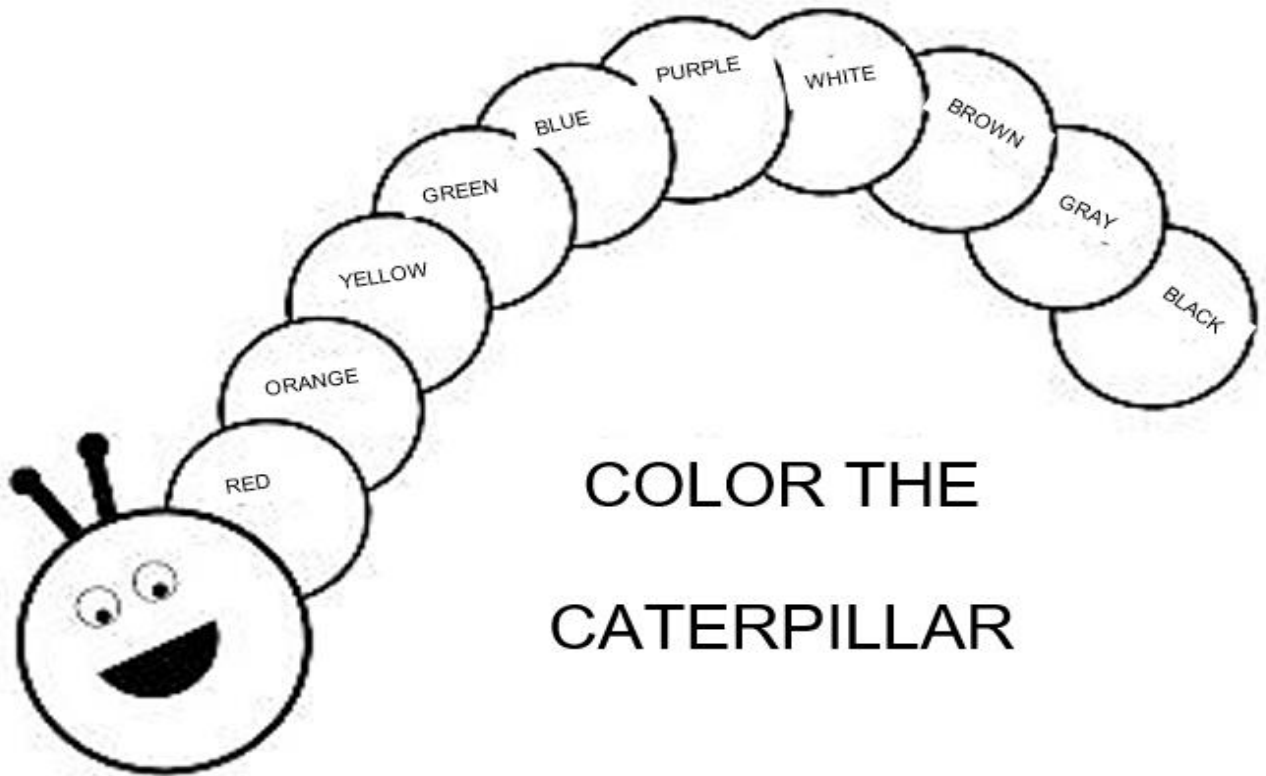 RED
ORANGE
YELLOW
GREEN
BLUE
PURPLE
WHITE
BROWN
GRAY
BLACK
COLOR THE
CATERPILLAR